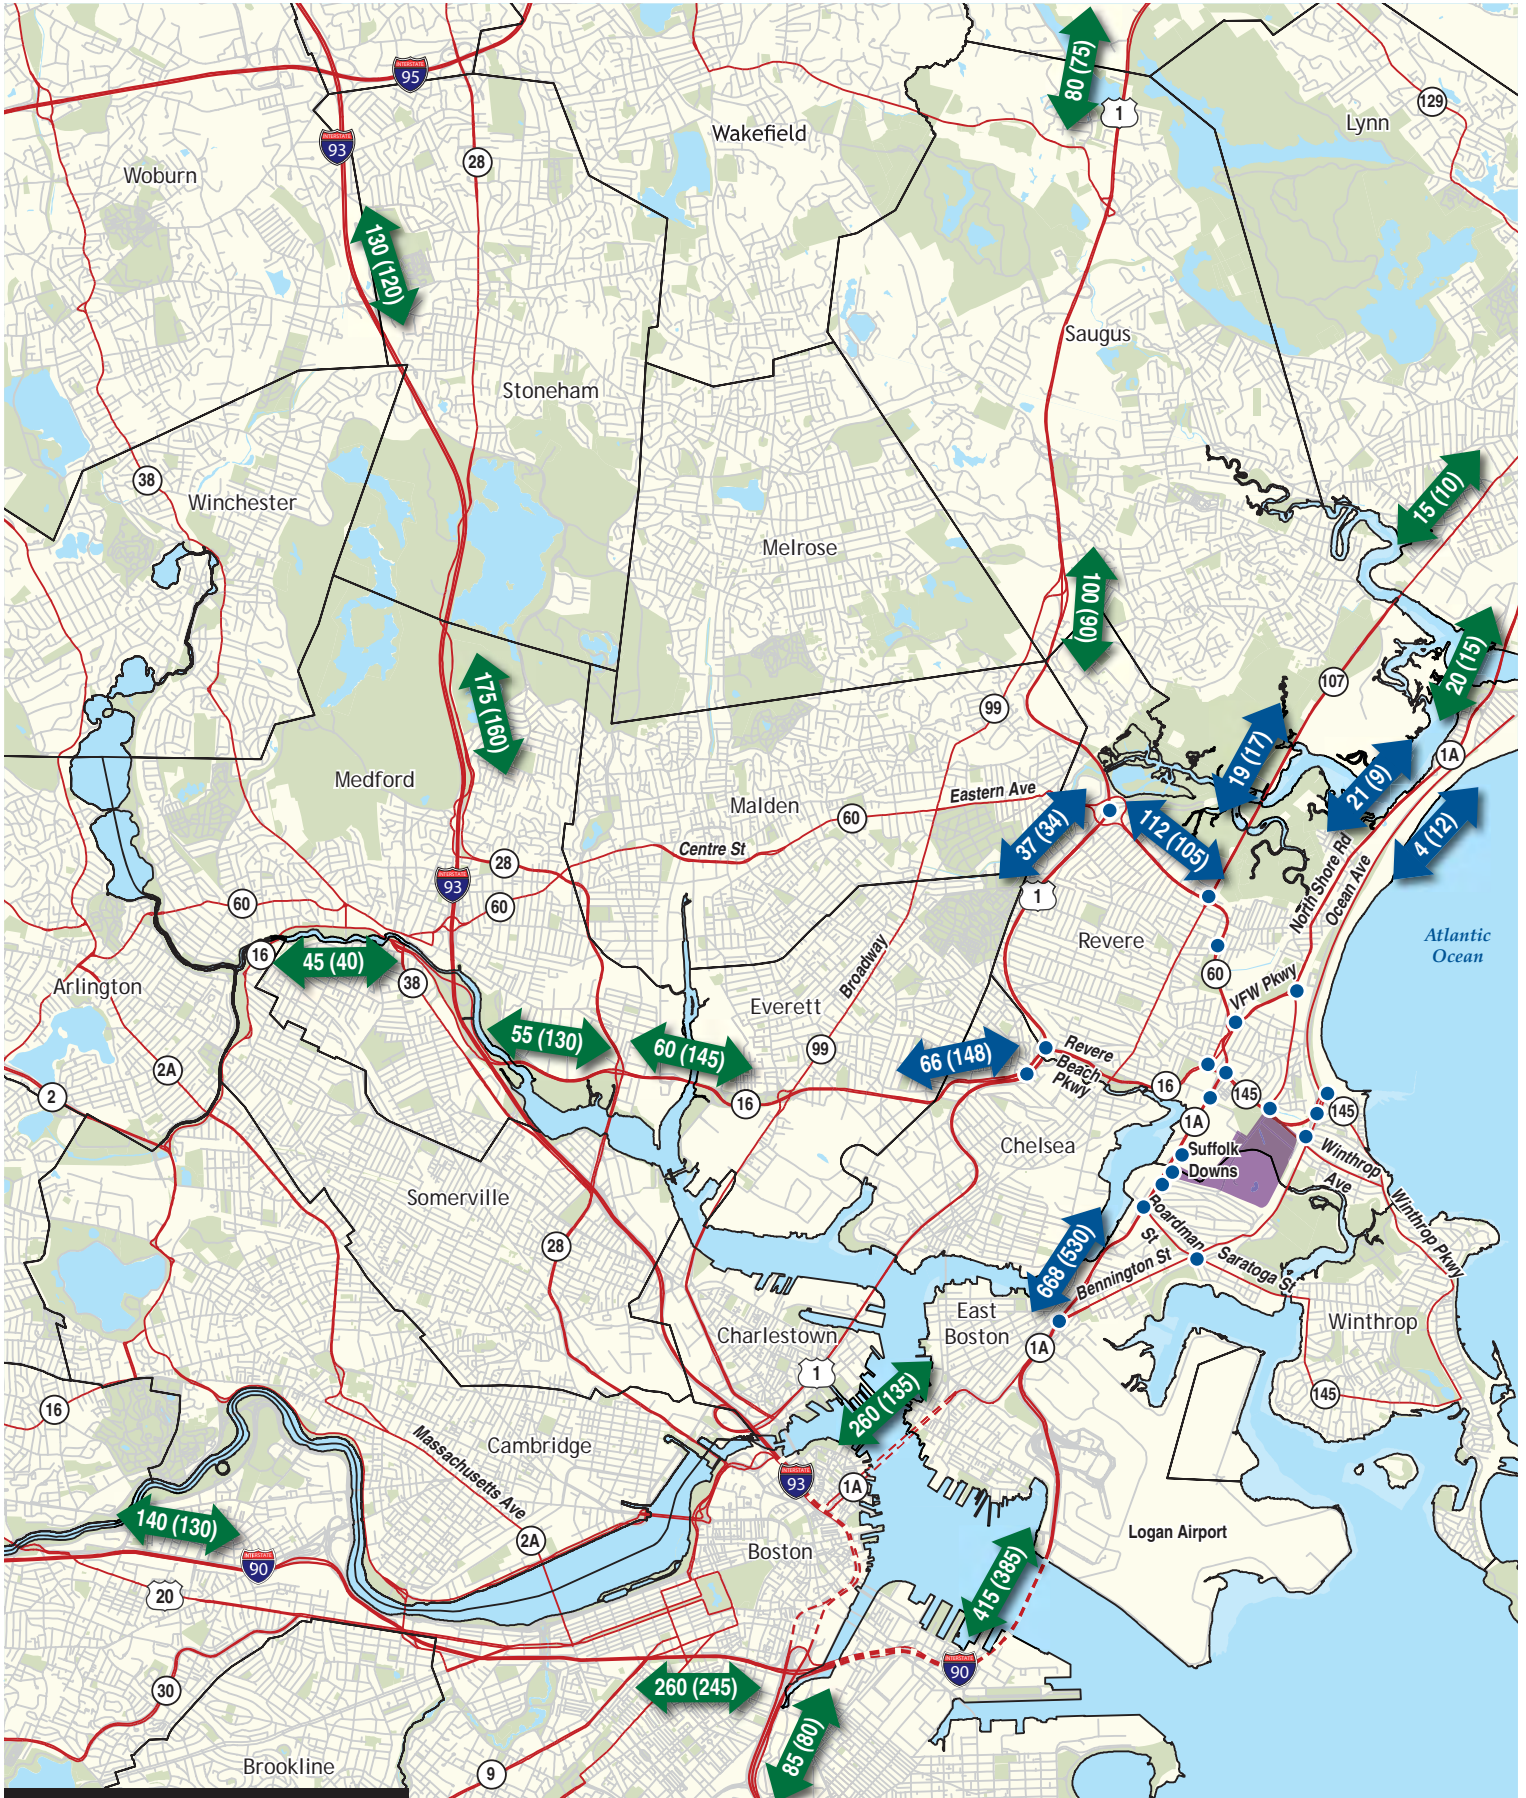 80 (75)
INTERSTATE
95
1
129
Lynn
Wakefield
INTERSTATE
93
28
Woburn
130 (120)
Saugus
Stoneham
38
Winchester
15 (10)
Melrose
100 (90)
20 (15)
175 (160)
107
99
19 (17)
1A
Medford
21 (9)
Malden
Eastern Ave
60
37 (34)
112 (105)
4 (12)
Centre St
28
INTERSTATE
93
North Shore Rd
Ocean Ave
1
60
60
Revere
Atlantic
Ocean
16
45 (40)
Broadway
60
38
Arlington
VFW Pkwy
Everett
55 (130)
60 (145)
99
66 (148)
Revere
Beach
Pkwy
2A
16
2
16
145
145
1A
Chelsea
Suffolk
Downs
Winthrop
Ave
Somerville
Boardman
St
Winthrop Pkwy
28
668 (530)
Bennington St
Saratoga St
East
Boston
Charlestown
1A
Winthrop
1
145
260 (135)
16
Massachusetts Ave
Cambridge
INTERSTATE
93
1A
140 (130)
2A
Logan Airport
Boston
INTERSTATE
90
20
415 (385)
INTERSTATE
90
30
260 (245)
85 (80)
Brookline
9